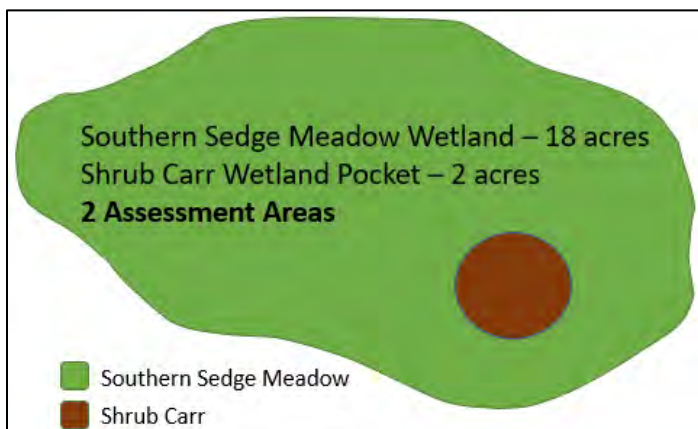 Southern Sedge Meadow Wetland – 18 acres
Shrub Carr Wetland Pocket – 2 acres
2 Assessment Areas
Southern Sedge Meadow
Shrub Carr